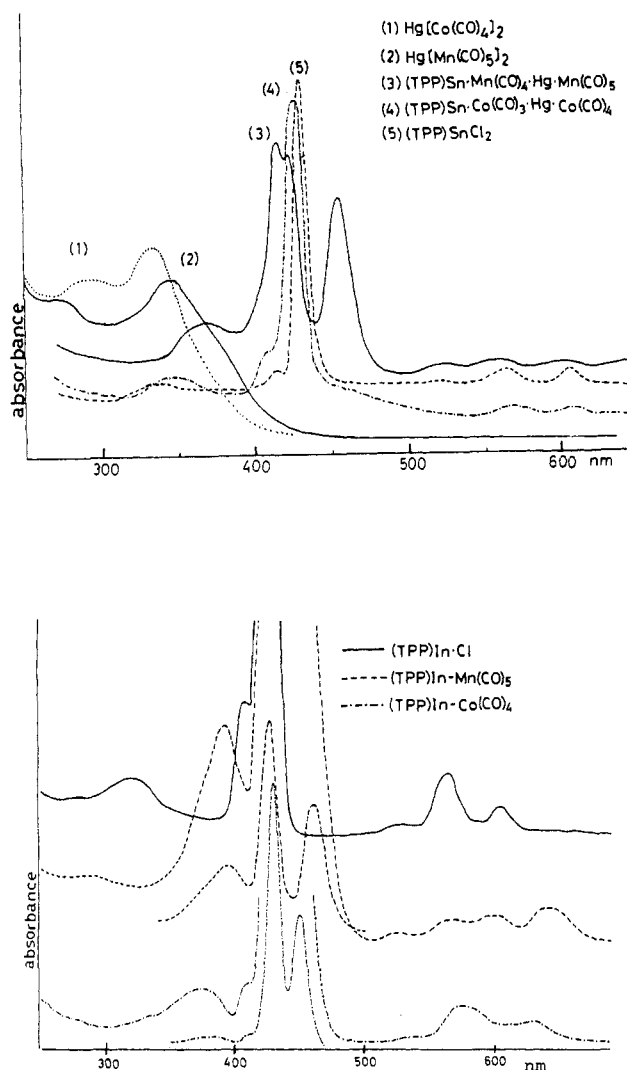 (1) Hg[Co(CO)₄]₂
(2) Hg[Mn(CO)₅]₂
(3) (TPP)Sn·Mn(CO)₄·Hg·Mn(CO)₅
(4) (TPP)Sn·Co(CO)₃·Hg·Co(CO)₄
(5) (TPP)SnCl₂
(5)
(4)
(3)
(1)
(2)
absorbance
300
400
500
600
nm
(TPP)In·Cl
(TPP)In-Mn(CO)₅
(TPP)In-Co(CO)₄
absorbance
300
400
500
600
nm